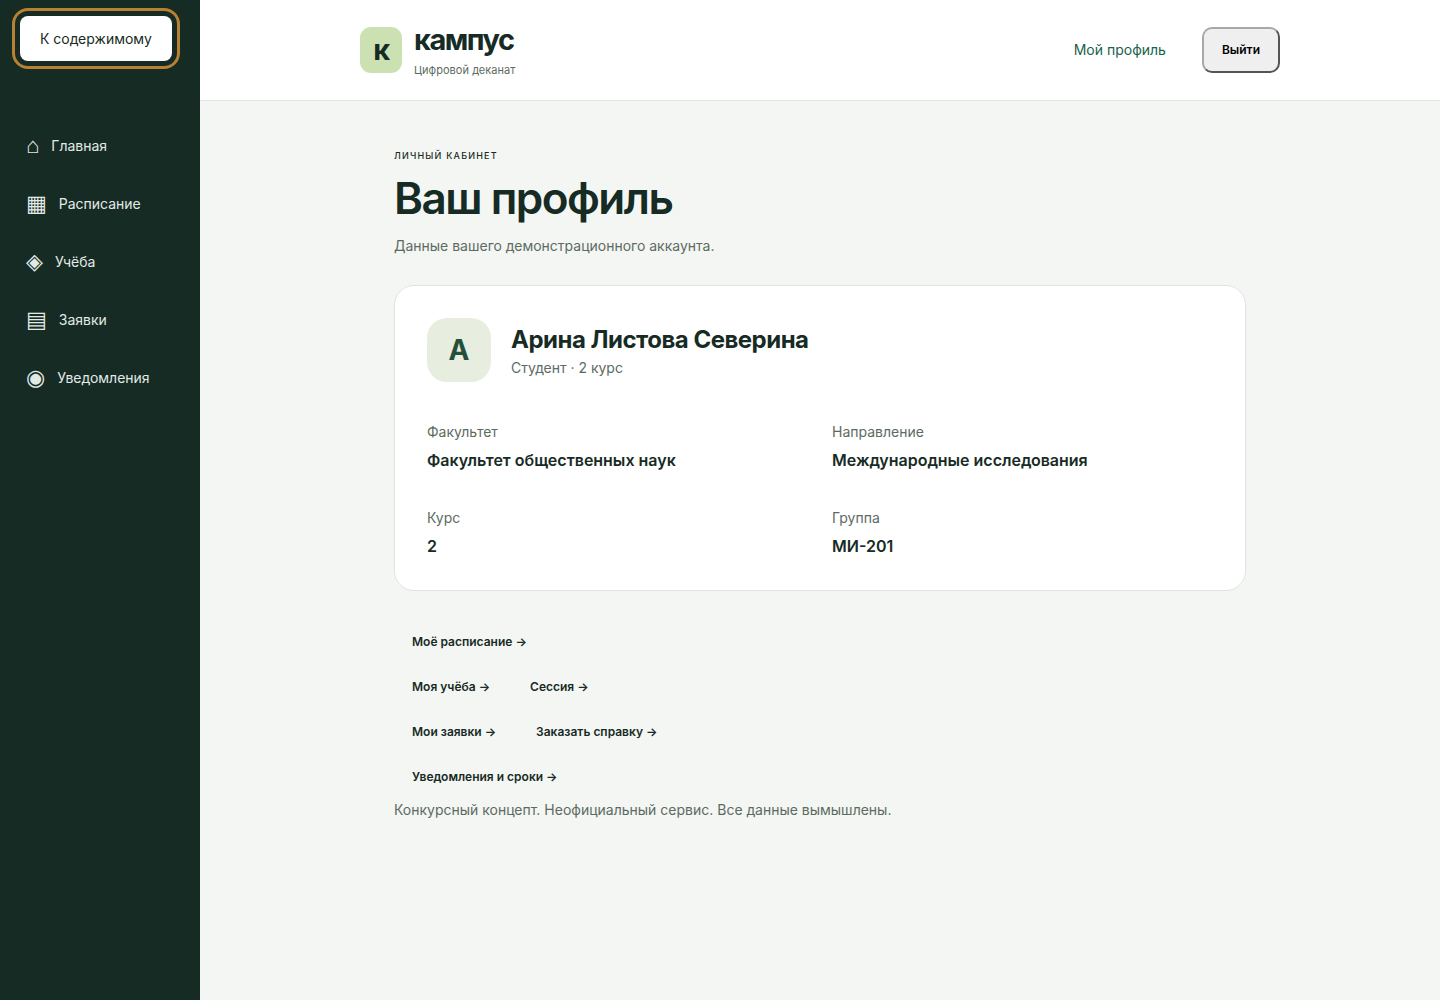 К содержимому
Главная
Расписание
Учёба
Заявки
Уведомления
к
кампус
Цифровой деканат
Мой профиль
Выйти
ЛИЧНЫЙ КАБИНЕТ
Ваш профиль
Данные вашего демонстрационного аккаунта.
А
Арина Листова Северина
Студент · 2 курс
Факультет
Факультет общественных наук
Направление
Международные исследования
Курс
2
Группа
МИ-201
Моё расписание →
Моя учёба → Сессия →
Мои заявки → Заказать справку →
Уведомления и сроки →
Конкурсный концепт. Неофициальный сервис. Все данные вымышлены.